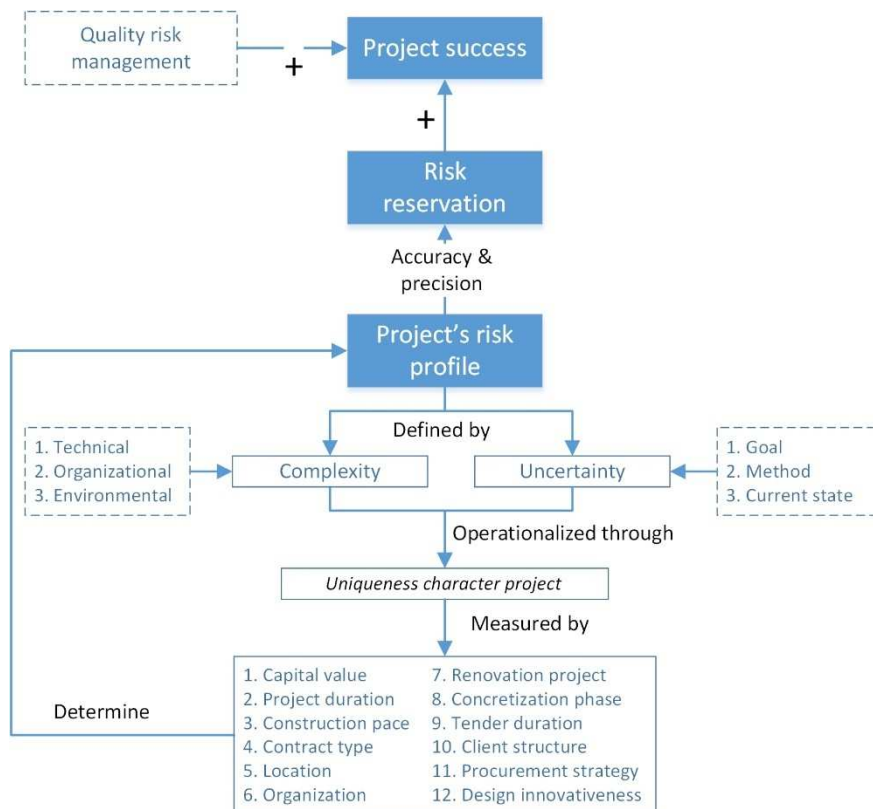 Quality risk
management
+
Project success
+
Risk
reservation
Accuracy &
precision
Project's risk
profile
Defined by
1. Technical
2. Organizational
3. Environmental
Complexity
Uncertainty
1. Goal
2. Method
3. Current state
Operationalized through
Uniqueness character project
Measured by
Determine
1. Capital value
2. Project duration
3. Construction pace
4. Contract type
5. Location
6. Organization
7. Renovation project
8. Concretization phase
9. Tender duration
10. Client structure
11. Procurement strategy
12. Design innovativeness